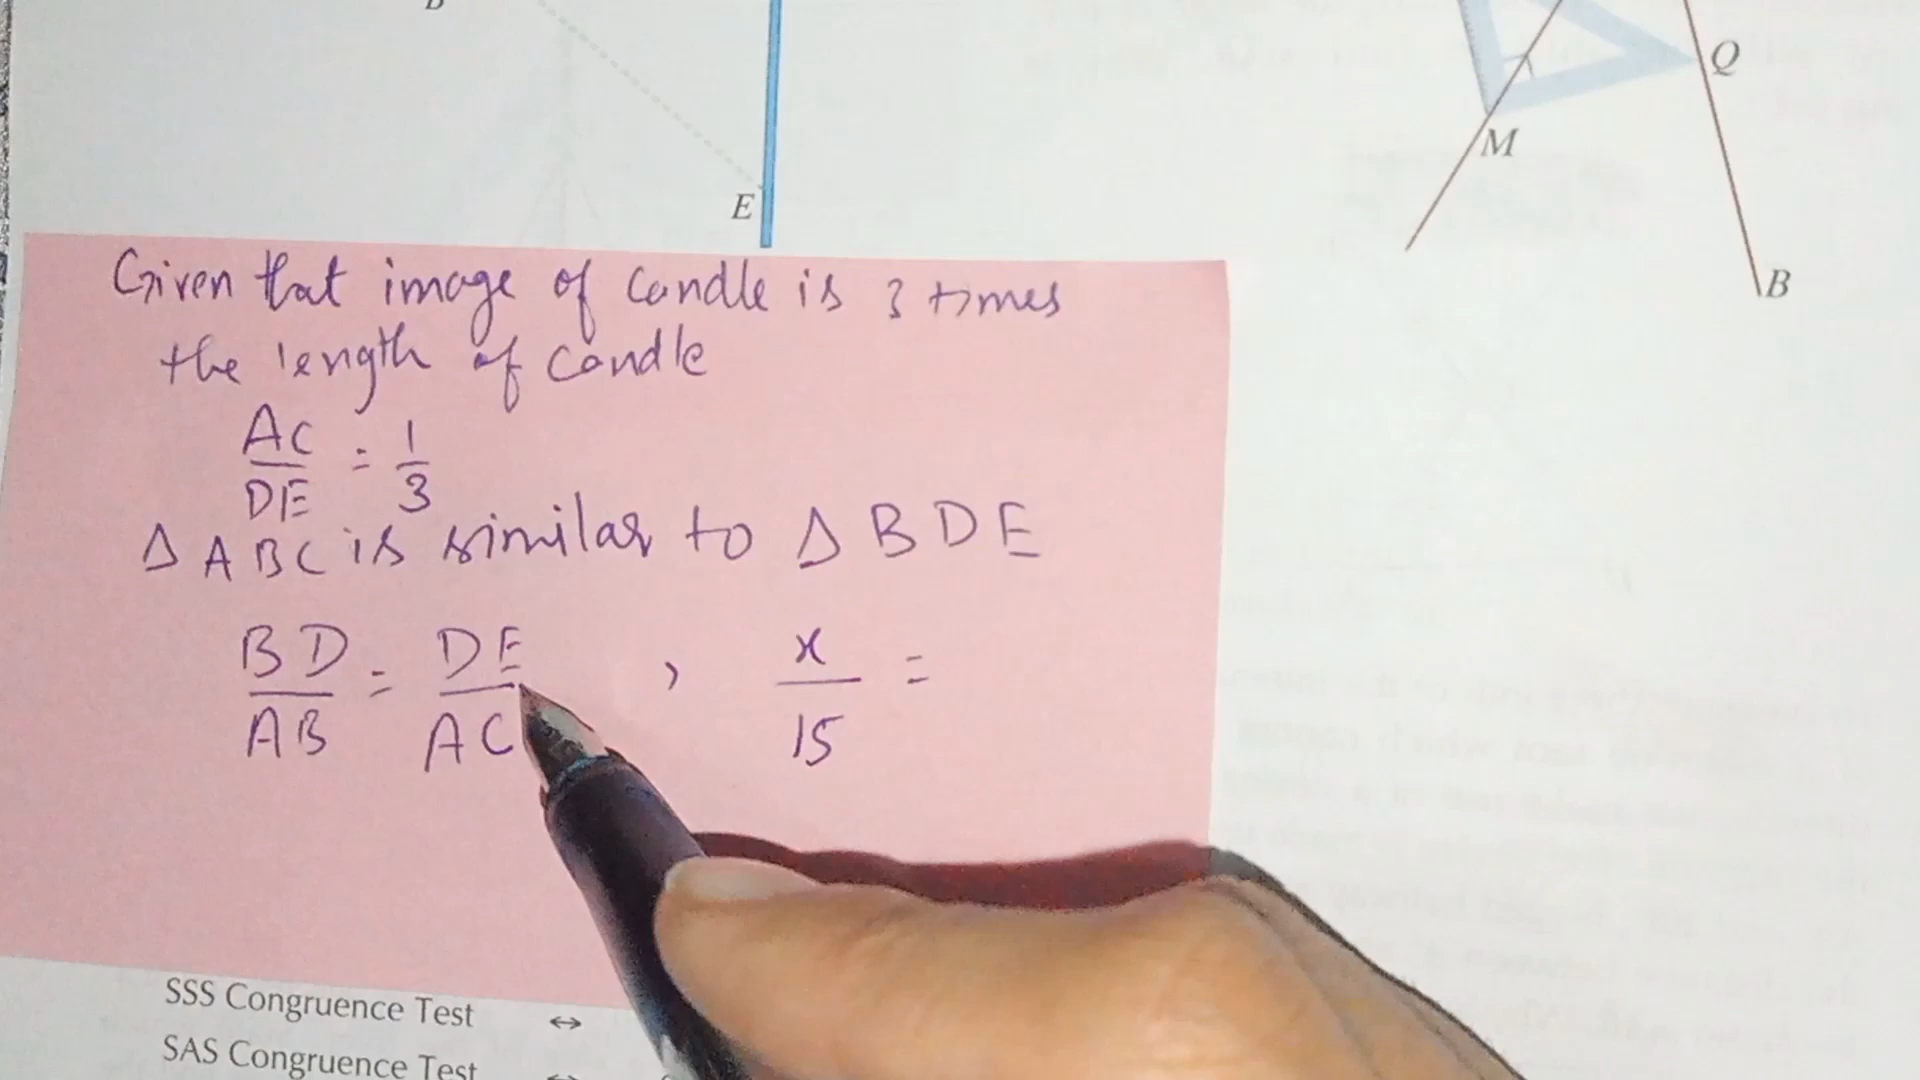 E
Q
M
B
Given that image of candle is 3 times
the length of candle
AC/DE = 1/3
Δ ABC is similar to Δ BDE
BD/AB = DE/AC , x/15 =
SSS Congruence Test ↔
SAS Congruence Test ↔